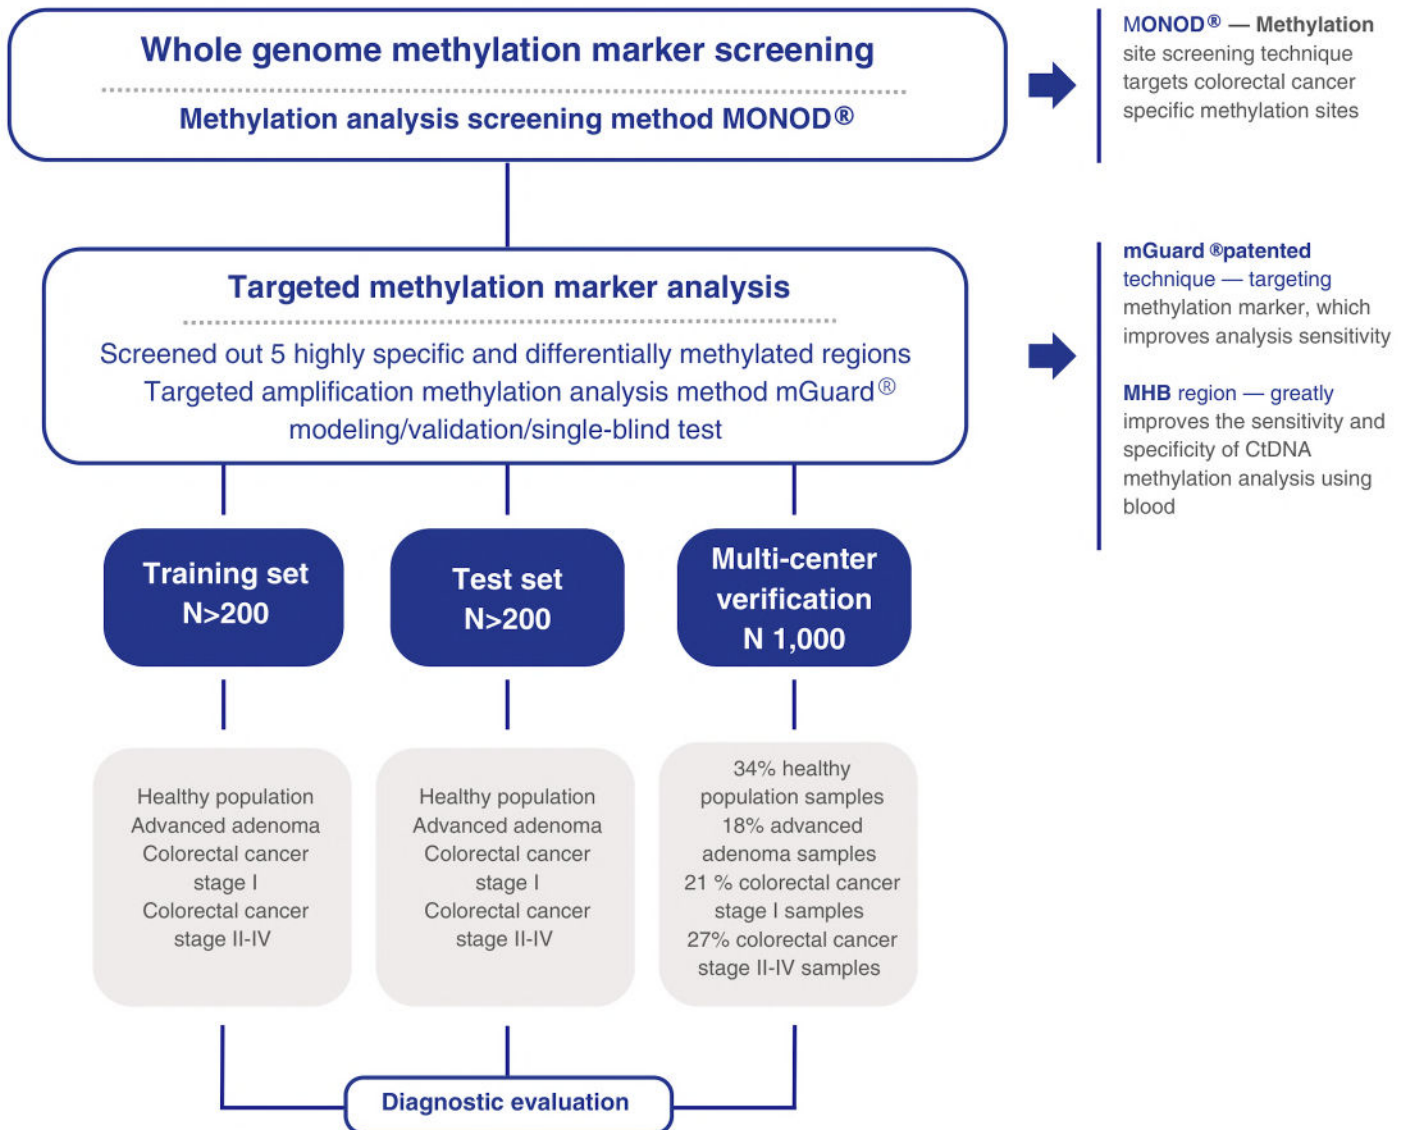 Whole genome methylation marker screening
Methylation analysis screening method MONOD®
MONOD® — Methylation
site screening technique
targets colorectal cancer
specific methylation sites
Targeted methylation marker analysis
Screened out 5 highly specific and differentially methylated regions
Targeted amplification methylation analysis method mGuard®
modeling/validation/single-blind test
mGuard ®patented
technique — targeting
methylation marker, which
improves analysis sensitivity
MHB region — greatly
improves the sensitivity and
specificity of CtDNA
methylation analysis using
blood
Training set
N>200
Test set
N>200
Multi-center
verification
N 1,000
Healthy population
Advanced adenoma
Colorectal cancer
stage I
Colorectal cancer
stage II-IV
Healthy population
Advanced adenoma
Colorectal cancer
stage I
Colorectal cancer
stage II-IV
34% healthy
population samples
18% advanced
adenoma samples
21 % colorectal cancer
stage I samples
27% colorectal cancer
stage II-IV samples
Diagnostic evaluation